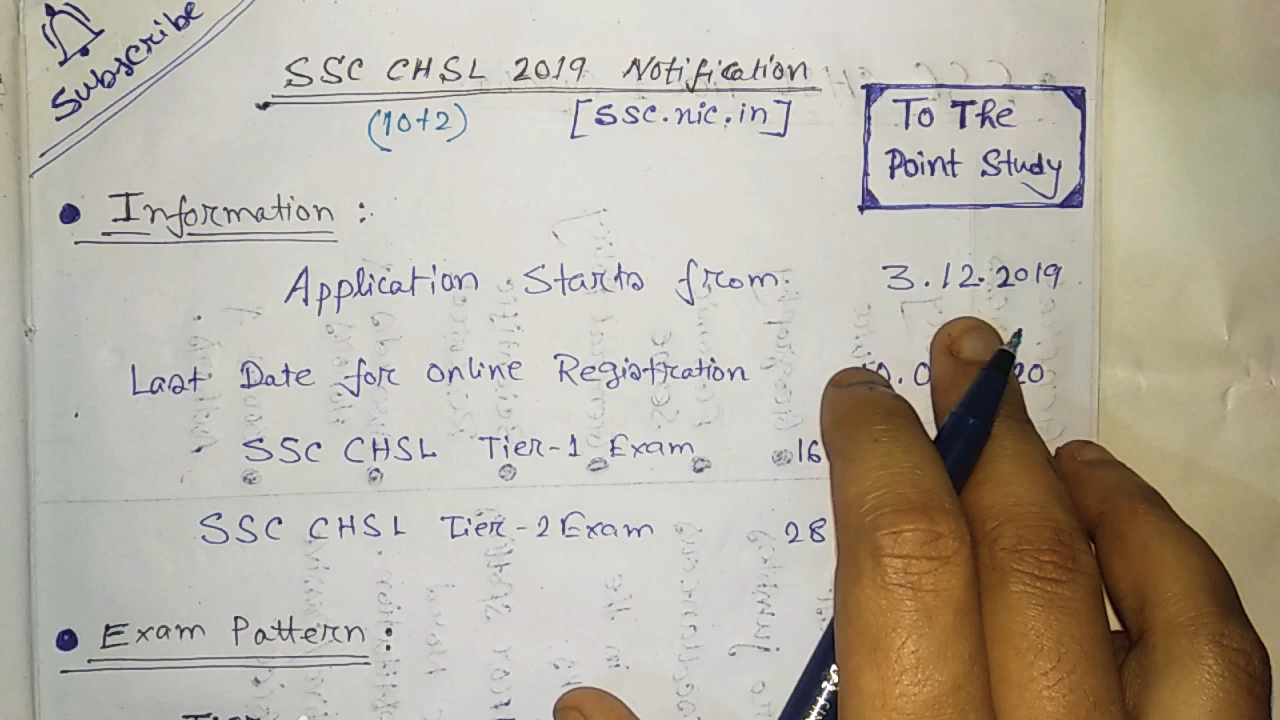 Subscribe
SSC CHSL 2019 Notification
(10+2) [ssc.nic.in]
To The
Point Study
• Information :
Application Starts from 3.12.2019
Last Date for online Registration
SSC CHSL Tier-1 Exam 16
SSC CHSL Tier-2 Exam 28
• Exam Pattern :